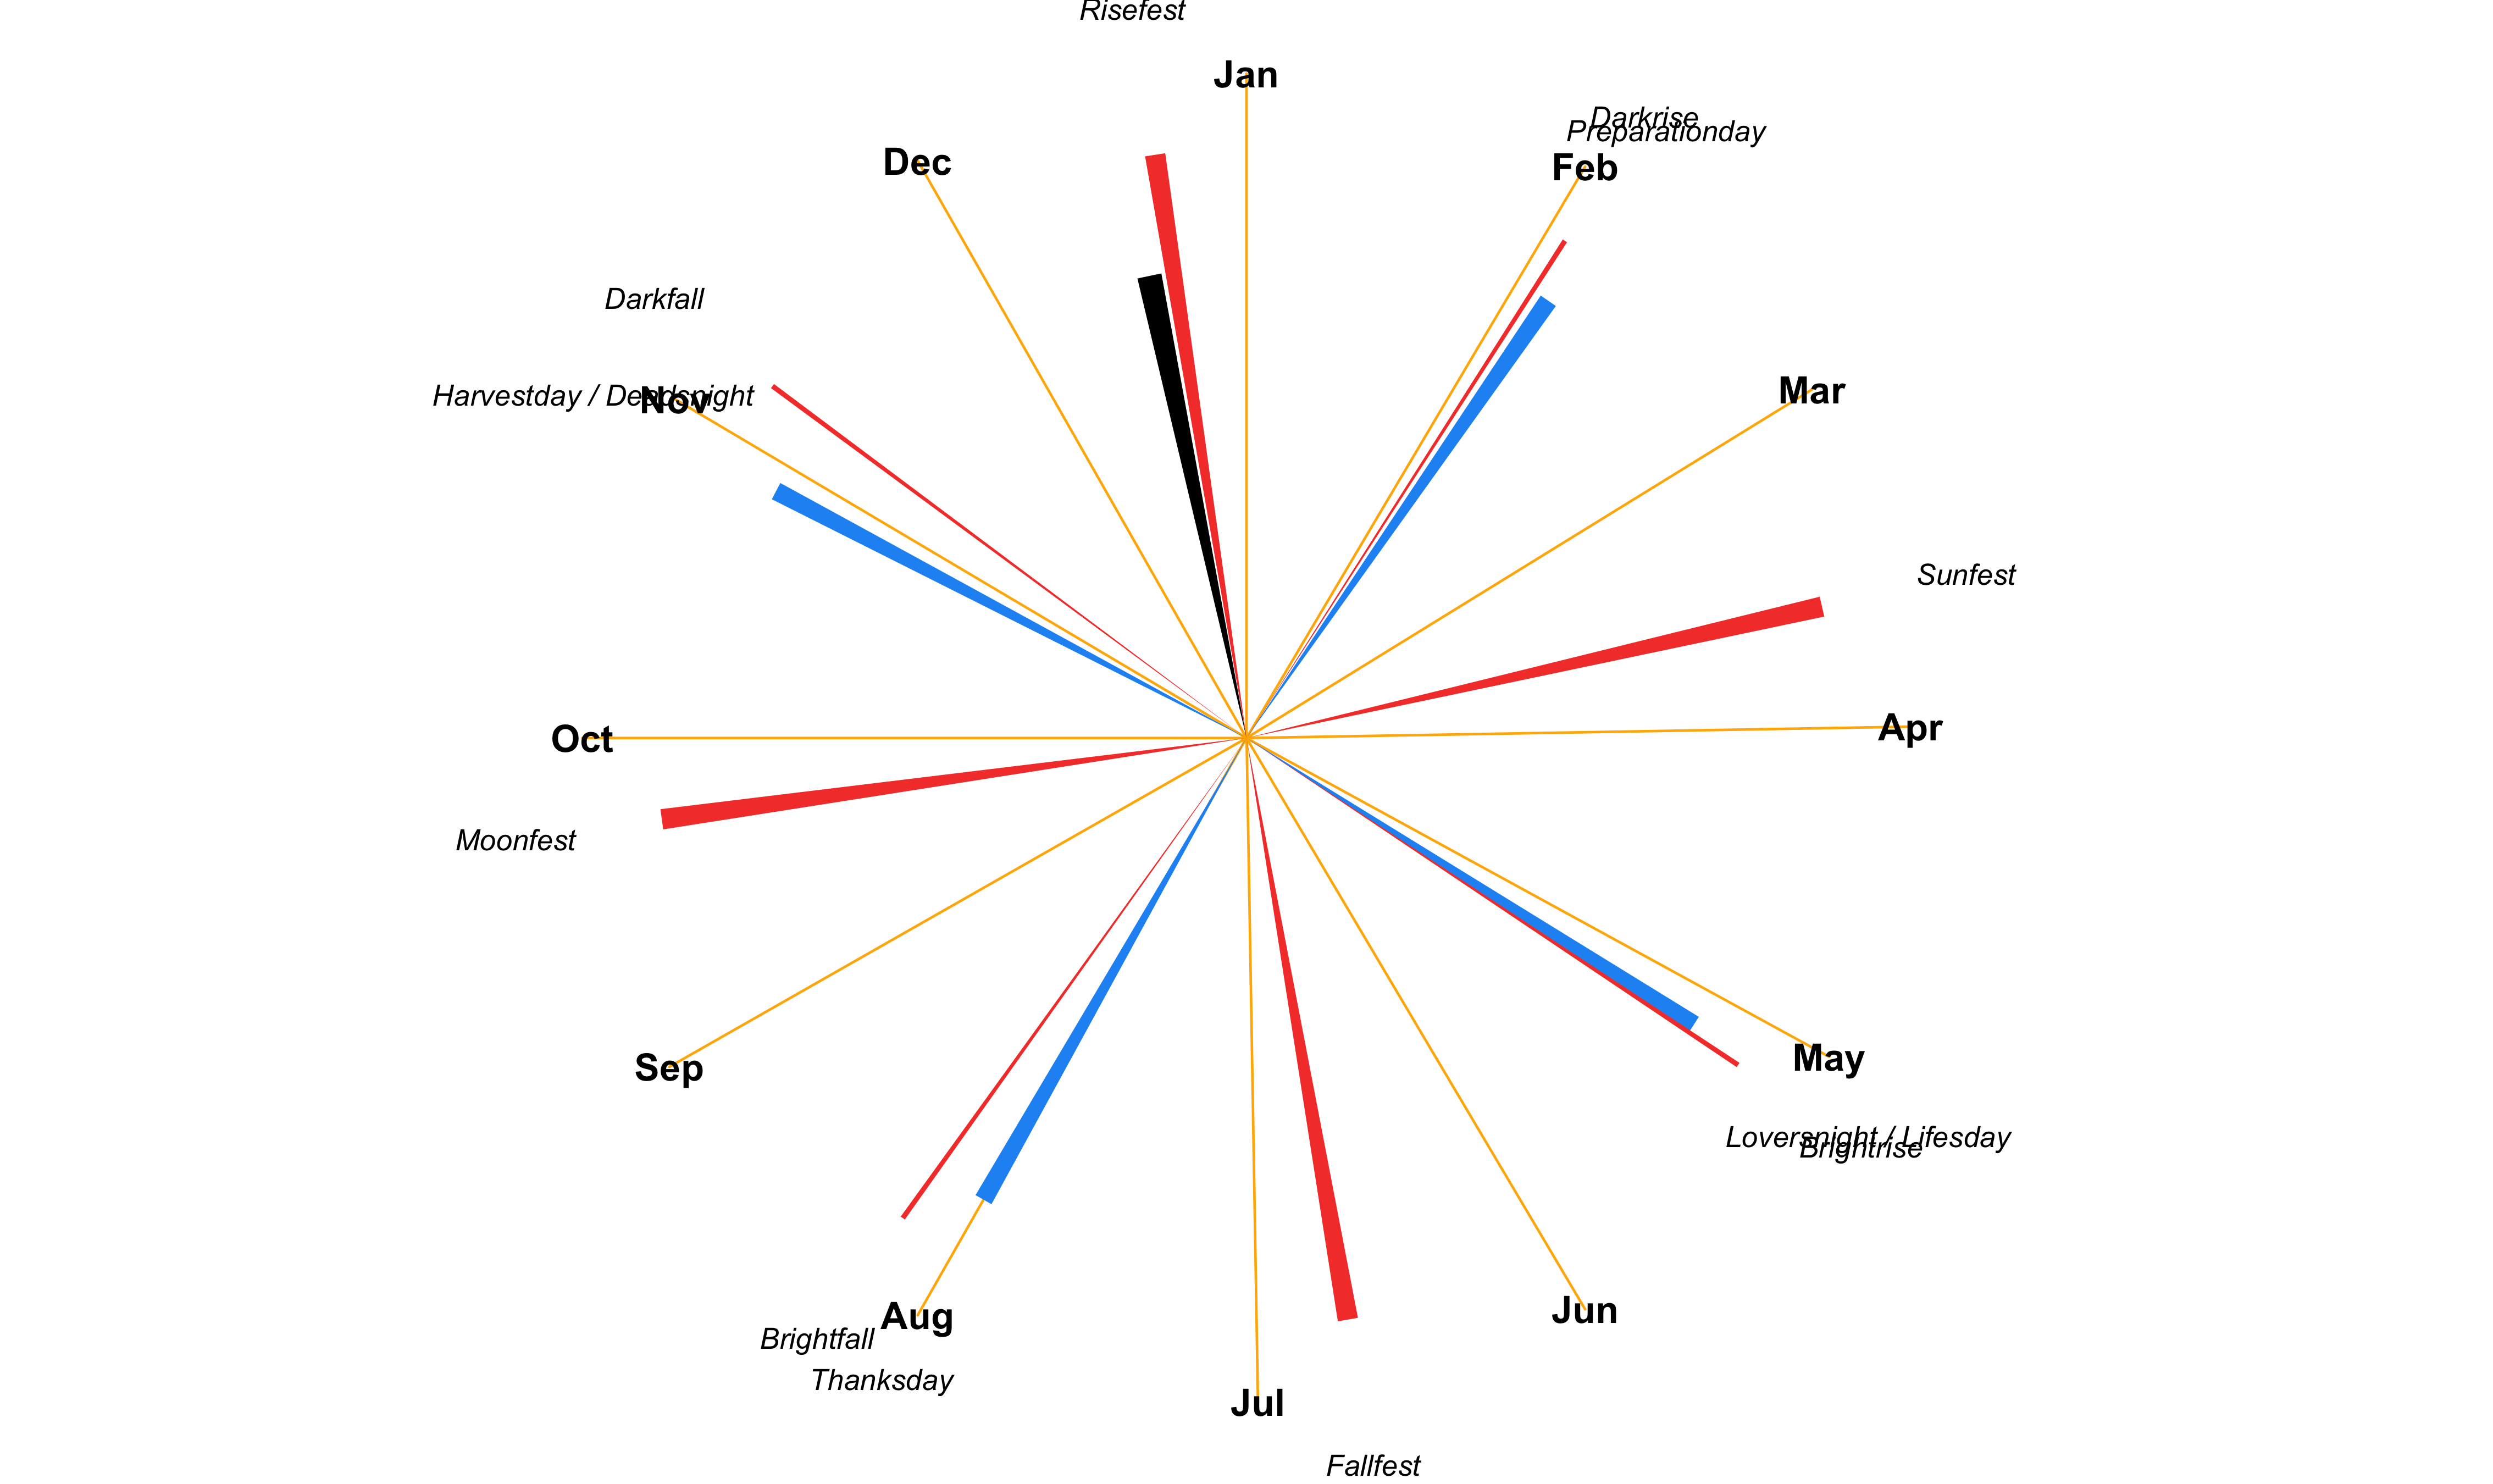 Risefest
Jan
Darkrise
Preparationday
Dec
Feb
Darkfall
Mar
Harvestday / Deadsnight
Nov
Sunfest
Apr
Oct
Moonfest
May
Sep
Loversnight / Lifesday
Brightrise
Jun
Aug
Brightfall
Thanksday
Jul
Fallfest